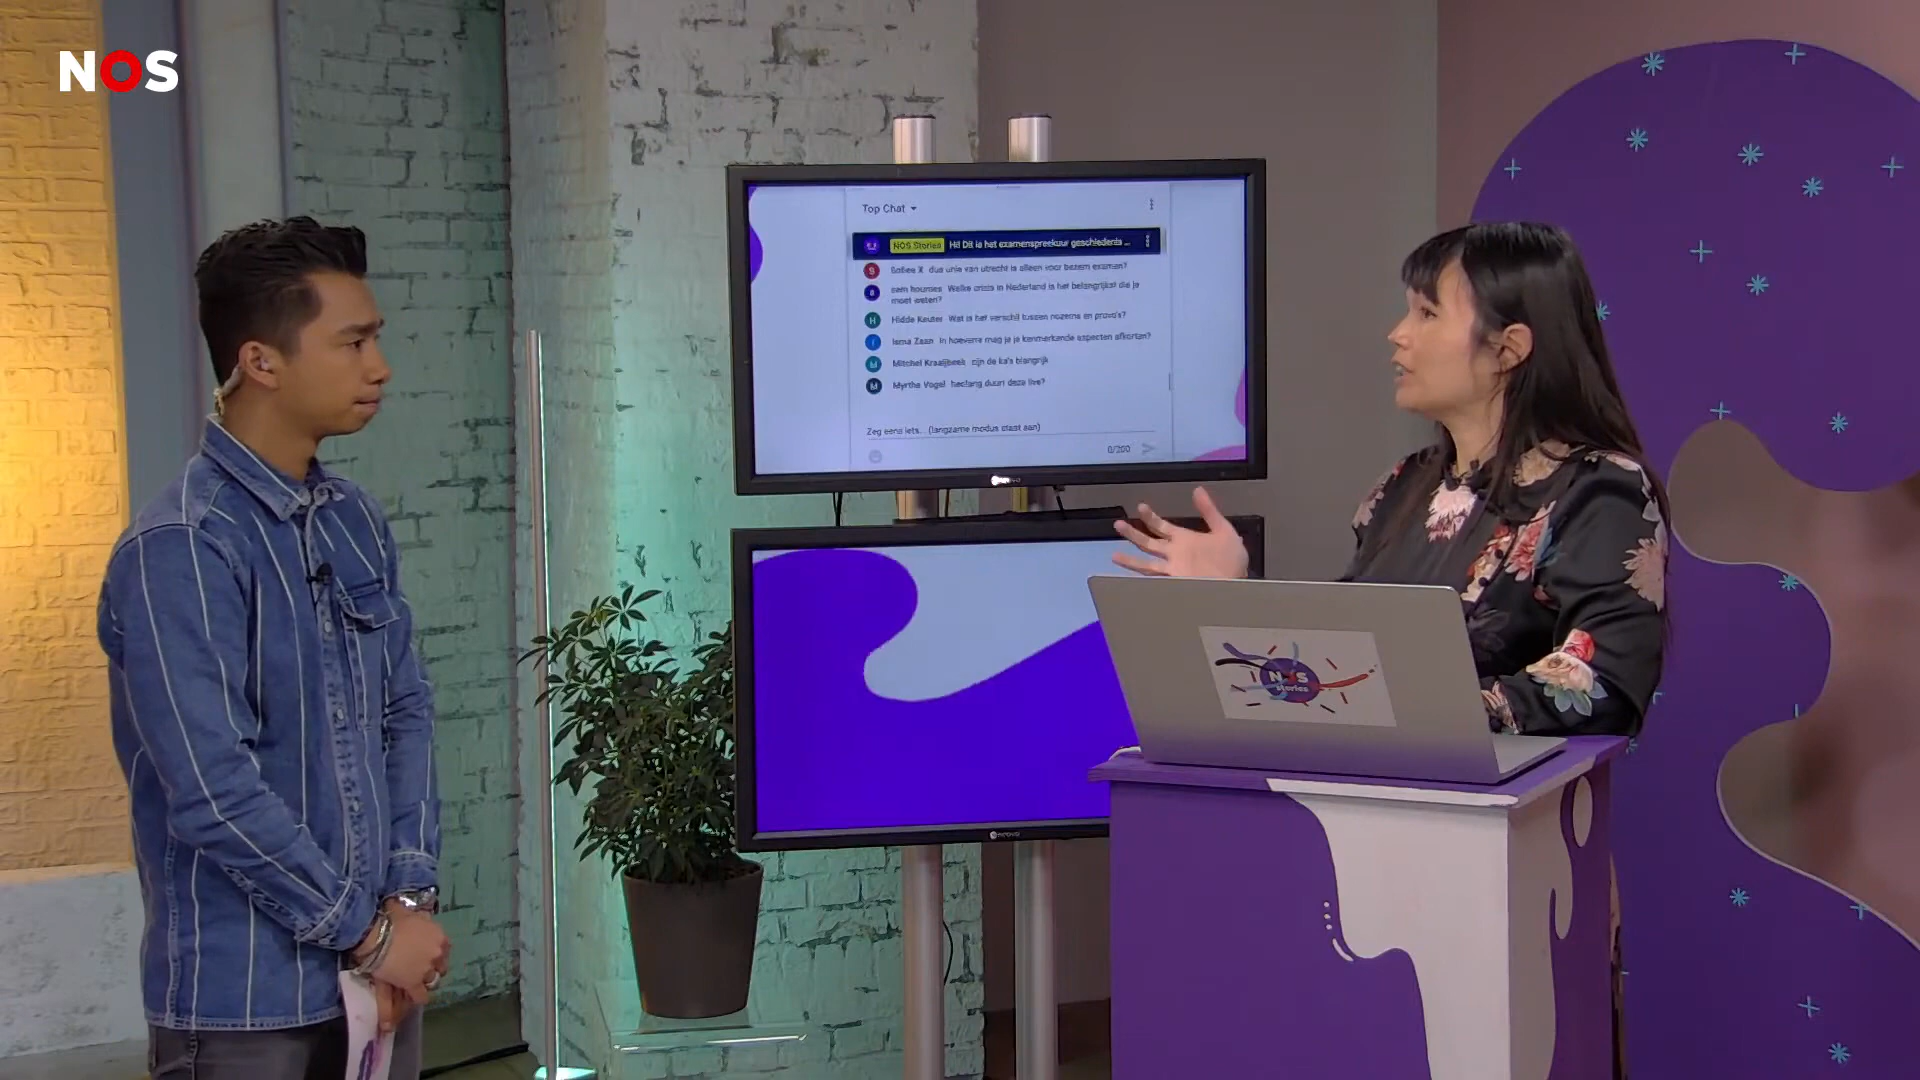 NOS
Top Chat
NOS Stories Hi! Dit is het examenspreekuur geschiedenis ...
Sofiee X dus unie van utrecht is alleen voor bezem examen?
sem bourees Welke crisis in Nederland is het belangrijkst die je
moet weten?
Hidde Keuter Wat is het verschil tussen nozems en provo's?
Isma Zaan In hoeverre mag je je kenmerkende aspecten afkorten?
Mitchel Kraaijbeek zijn de ka's blangrijk
Myrthe Vogel hoelang duurt deze live?
Zeg eens iets... (langzame modus staat aan)
0/200
NOS
stories